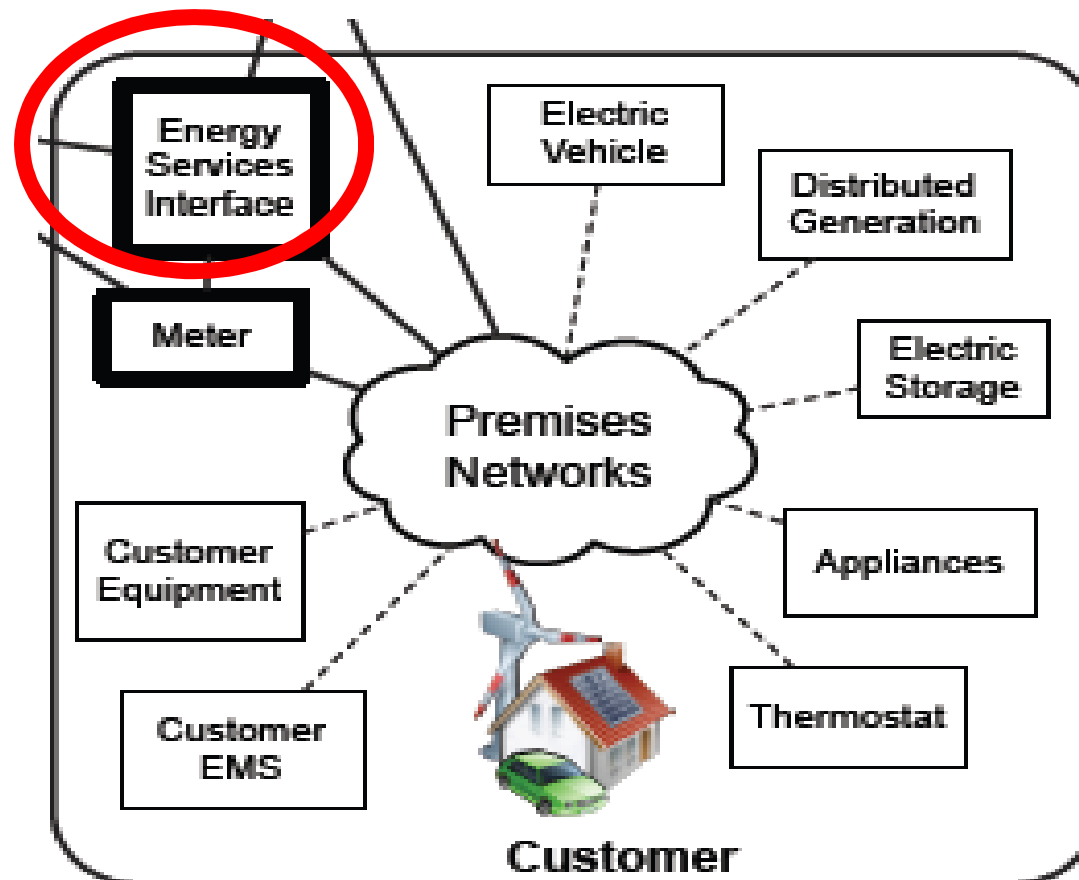 Energy
Services
Interface
Electric
Vehicle
Distributed
Generation
Meter
Electric
Storage
Premises
Networks
Customer
Equipment
Appliances
Customer
EMS
Thermostat
Customer